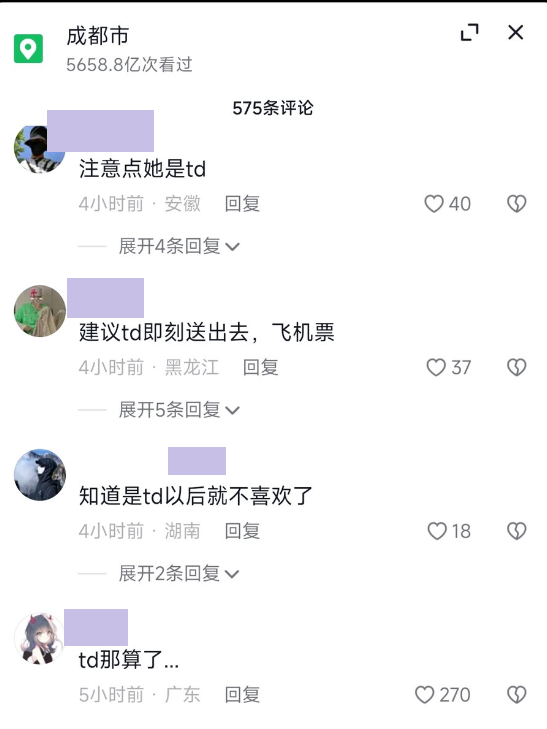 成都市
5658.8亿次看过
575条评论
注意点她是td
4小时前 · 安徽 回复 40
展开4条回复
建议td即刻送出去，飞机票
4小时前 · 黑龙江 回复 37
展开5条回复
知道是td以后就不喜欢了
4小时前 · 湖南 回复 18
展开2条回复
td那算了...
5小时前 · 广东 回复 270